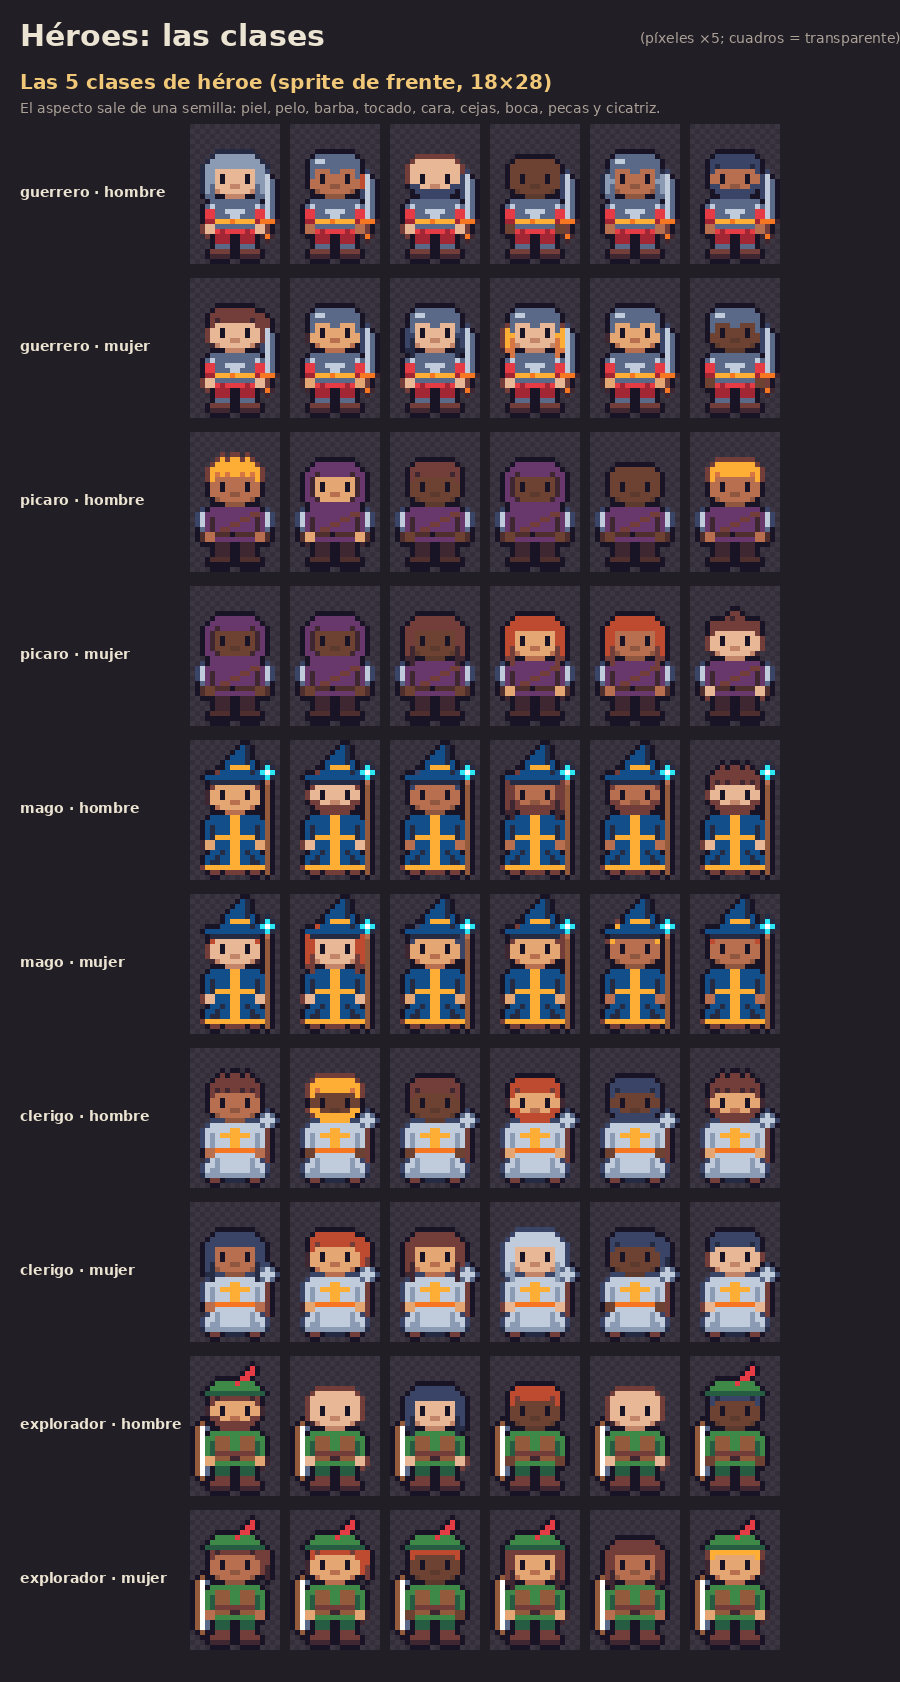 Héroes: las clases
(píxeles ×5; cuadros = transparente)
Las 5 clases de héroe (sprite de frente, 18×28)
El aspecto sale de una semilla: piel, pelo, barba, tocado, cara, cejas, boca, pecas y cicatriz.
guerrero · hombre
guerrero · mujer
picaro · hombre
picaro · mujer
mago · hombre
mago · mujer
clerigo · hombre
clerigo · mujer
explorador · hombre
explorador · mujer